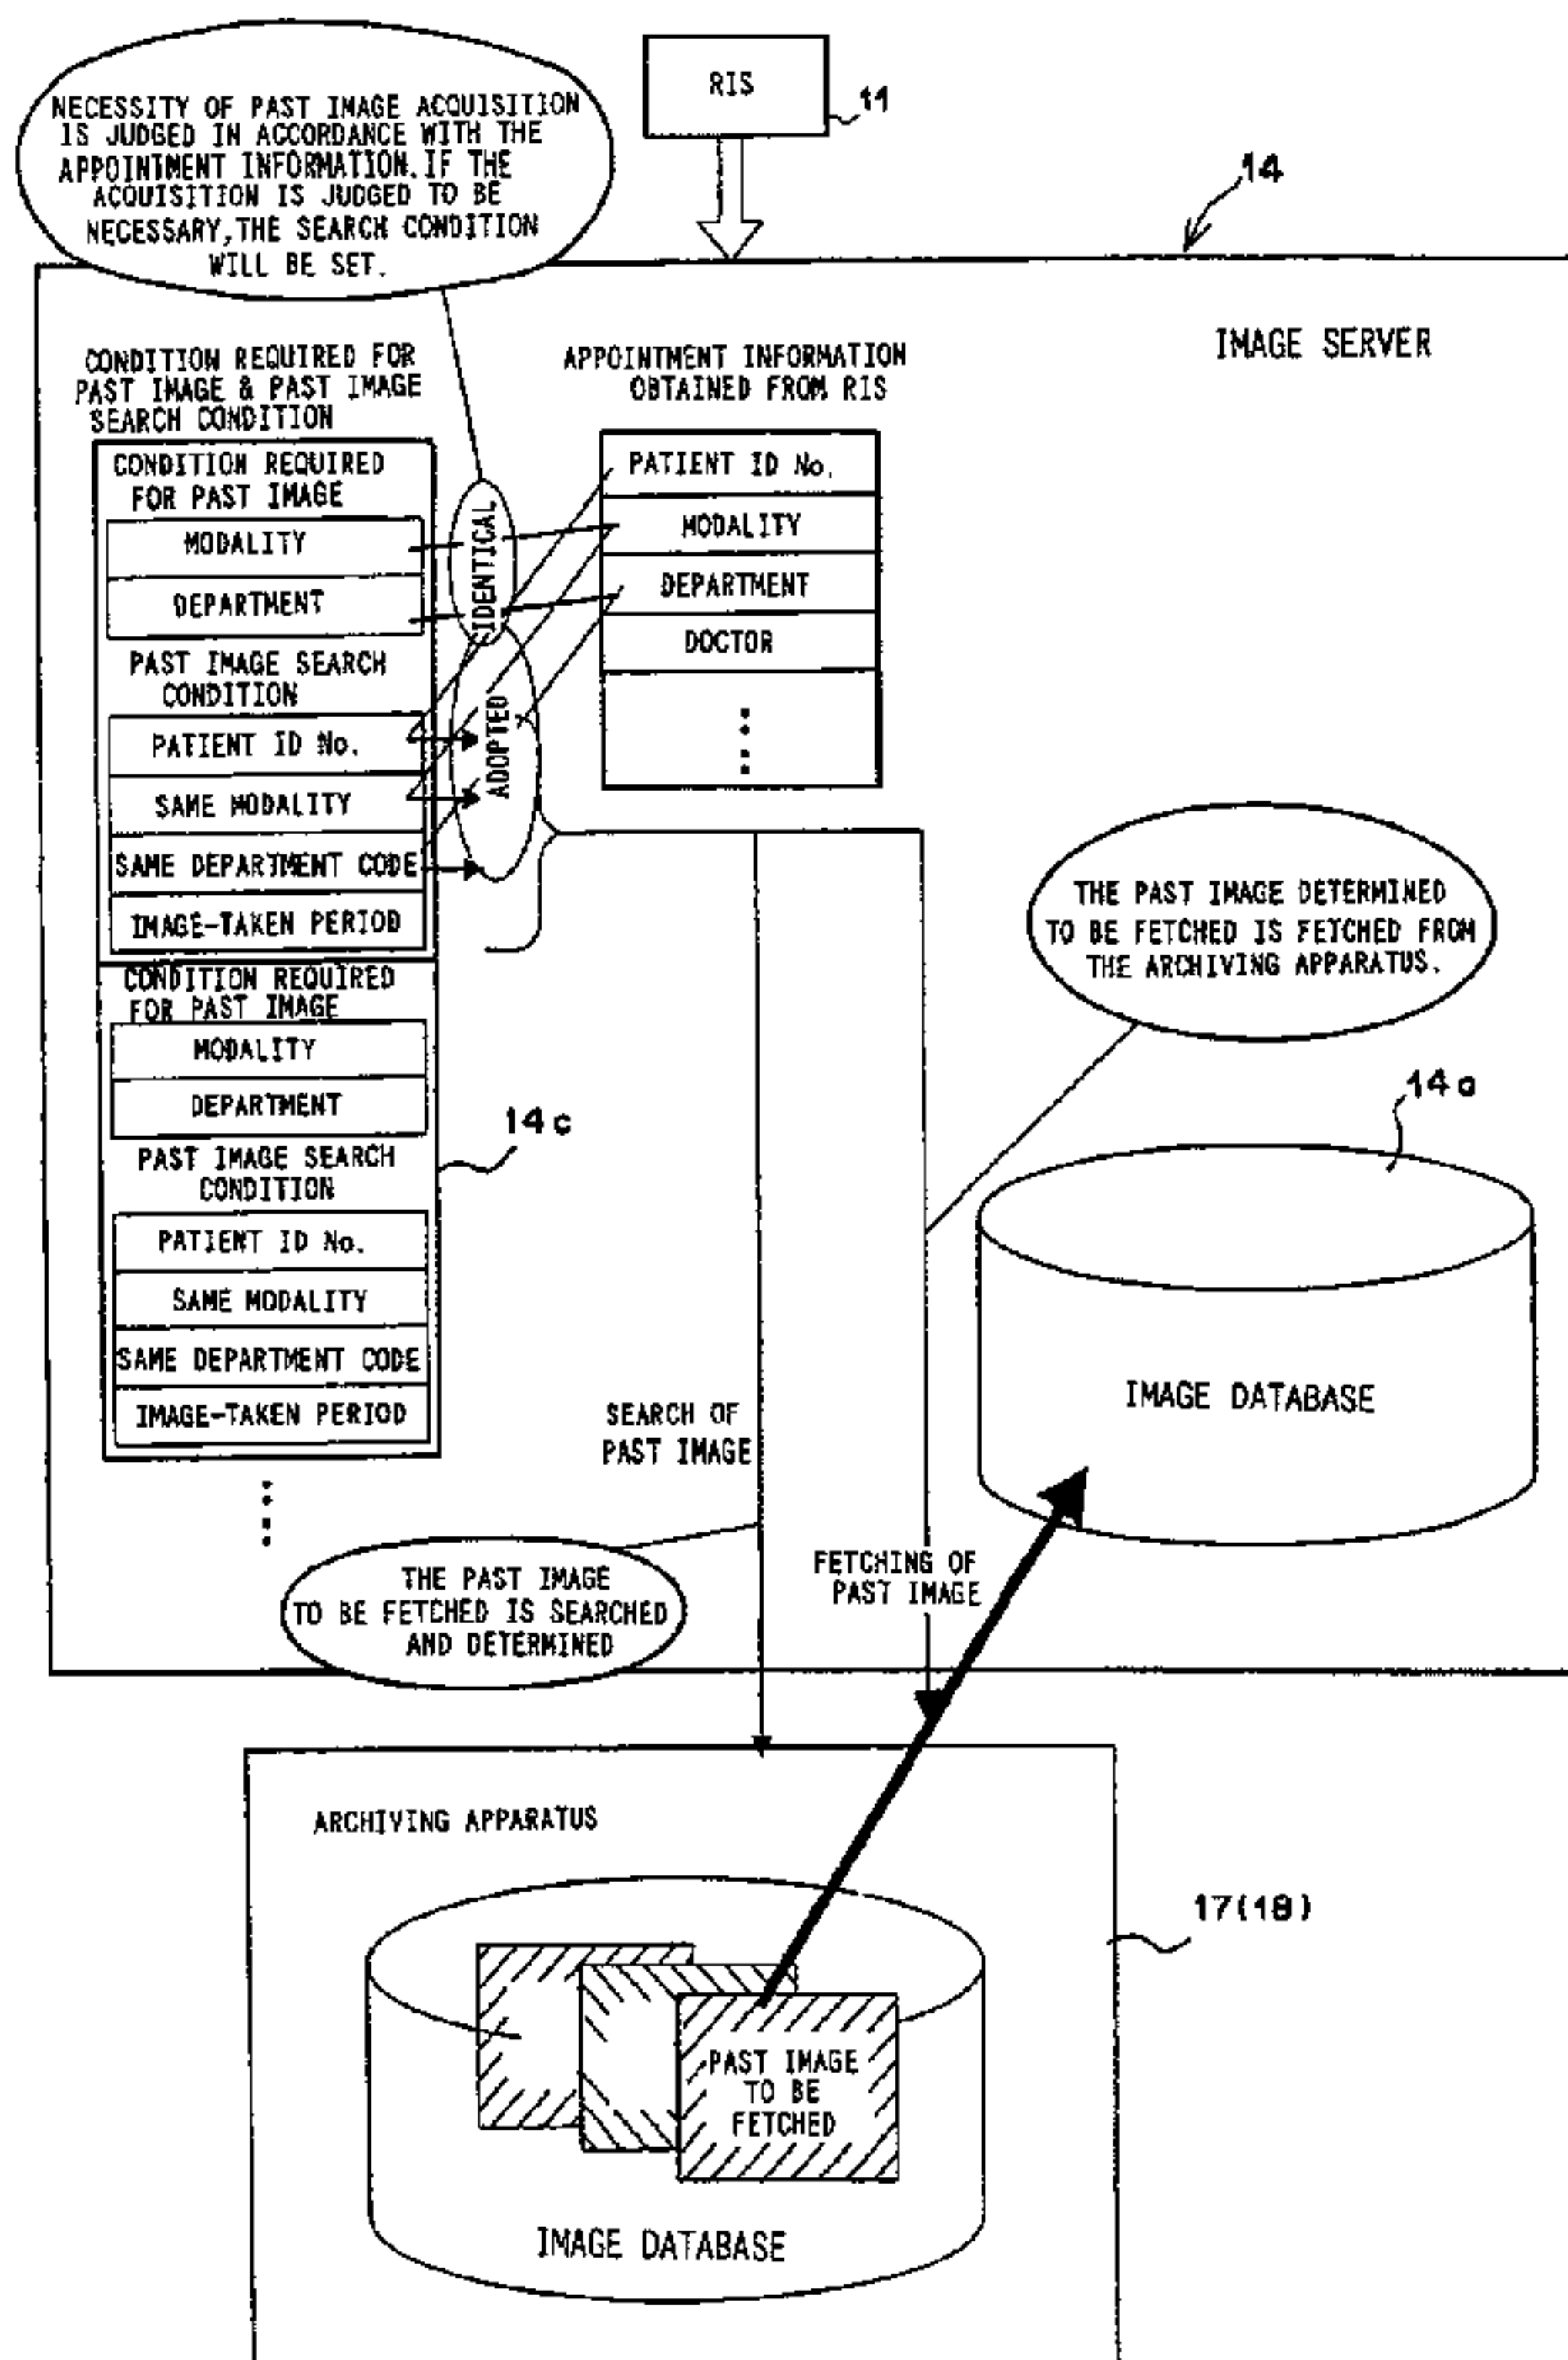 RIS
11
NECESSITY OF PAST IMAGE ACQUISITION
IS JUDGED IN ACCORDANCE WITH THE
APPOINTMENT INFORMATION. IF THE
ACQUISITION IS JUDGED TO BE
NECESSARY, THE SEARCH CONDITION
WILL BE SET.
14
IMAGE SERVER
CONDITION REQUIRED FOR
PAST IMAGE & PAST IMAGE
SEARCH CONDITION
CONDITION REQUIRED
FOR PAST IMAGE
MODALITY
DEPARTMENT
PAST IMAGE SEARCH
CONDITION
PATIENT ID No.
SAME MODALITY
SAME DEPARTMENT CODE
IMAGE-TAKEN PERIOD
IDENTICAL
ADOPTED
APPOINTMENT INFORMATION
OBTAINED FROM RIS
PATIENT ID No.
MODALITY
DEPARTMENT
DOCTOR
CONDITION REQUIRED
FOR PAST IMAGE
MODALITY
DEPARTMENT
PAST IMAGE SEARCH
CONDITION
PATIENT ID No.
SAME MODALITY
SAME DEPARTMENT CODE
IMAGE-TAKEN PERIOD
14c
THE PAST IMAGE DETERMINED
TO BE FETCHED IS FETCHED FROM
THE ARCHIVING APPARATUS.
14a
IMAGE DATABASE
SEARCH OF
PAST IMAGE
THE PAST IMAGE
TO BE FETCHED IS SEARCHED
AND DETERMINED
FETCHING OF
PAST IMAGE
ARCHIVING APPARATUS
17(18)
PAST IMAGE
TO BE
FETCHED
IMAGE DATABASE